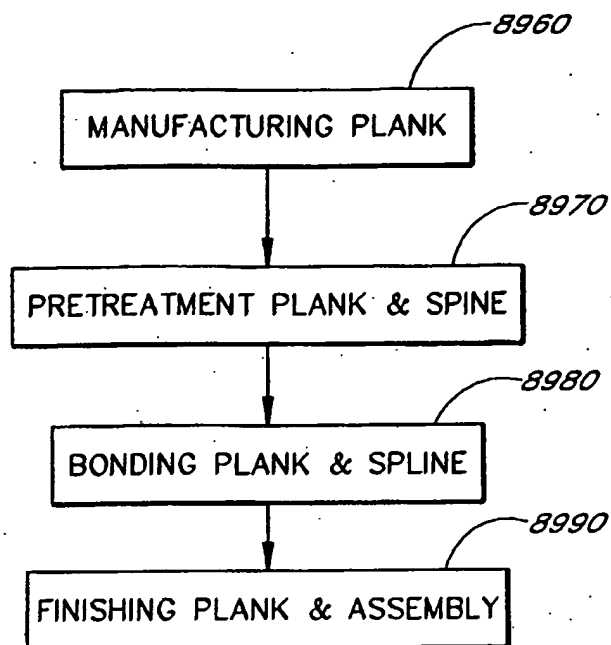 8960
MANUFACTURING PLANK
8970
PRETREATMENT PLANK & SPINE
8980
BONDING PLANK & SPLINE
8990
FINISHING PLANK & ASSEMBLY